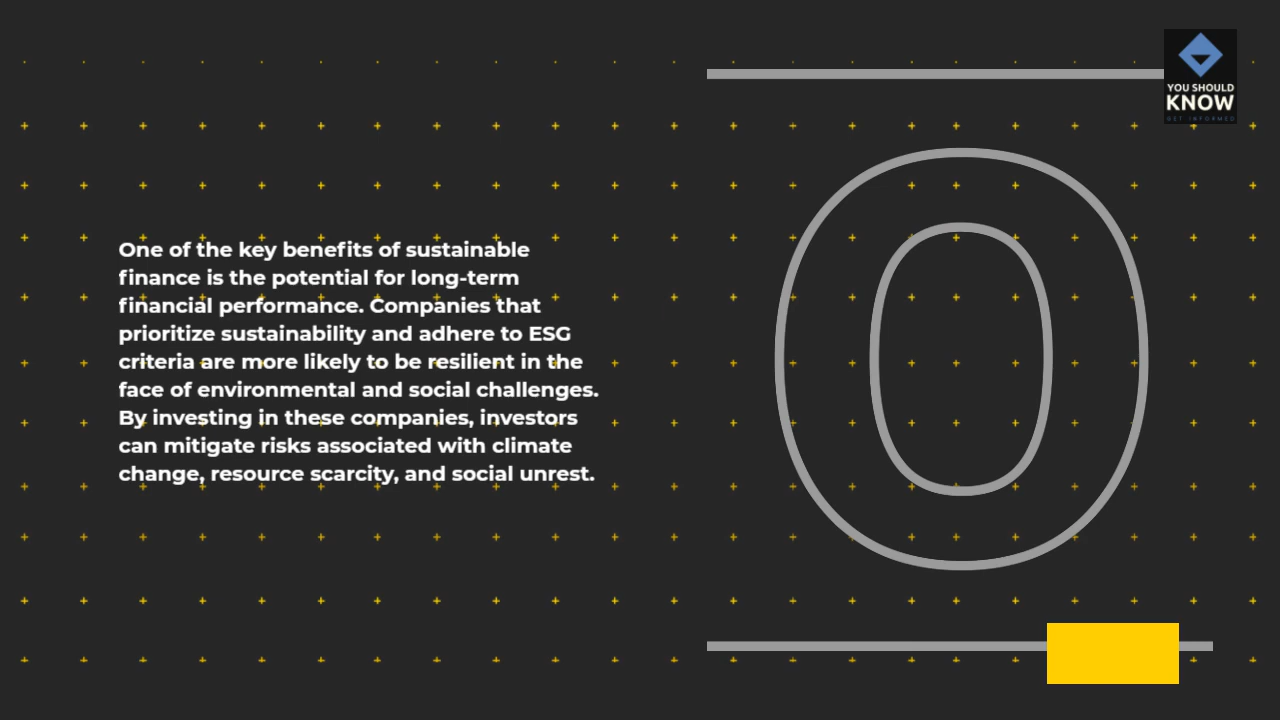 One of the key benefits of sustainable
finance is the potential for long-term
financial performance. Companies that
prioritize sustainability and adhere to ESG
criteria are more likely to be resilient in the
face of environmental and social challenges.
By investing in these companies, investors
can mitigate risks associated with climate
change, resource scarcity, and social unrest.
O
YOU SHOULD
KNOW
GET INFORMED